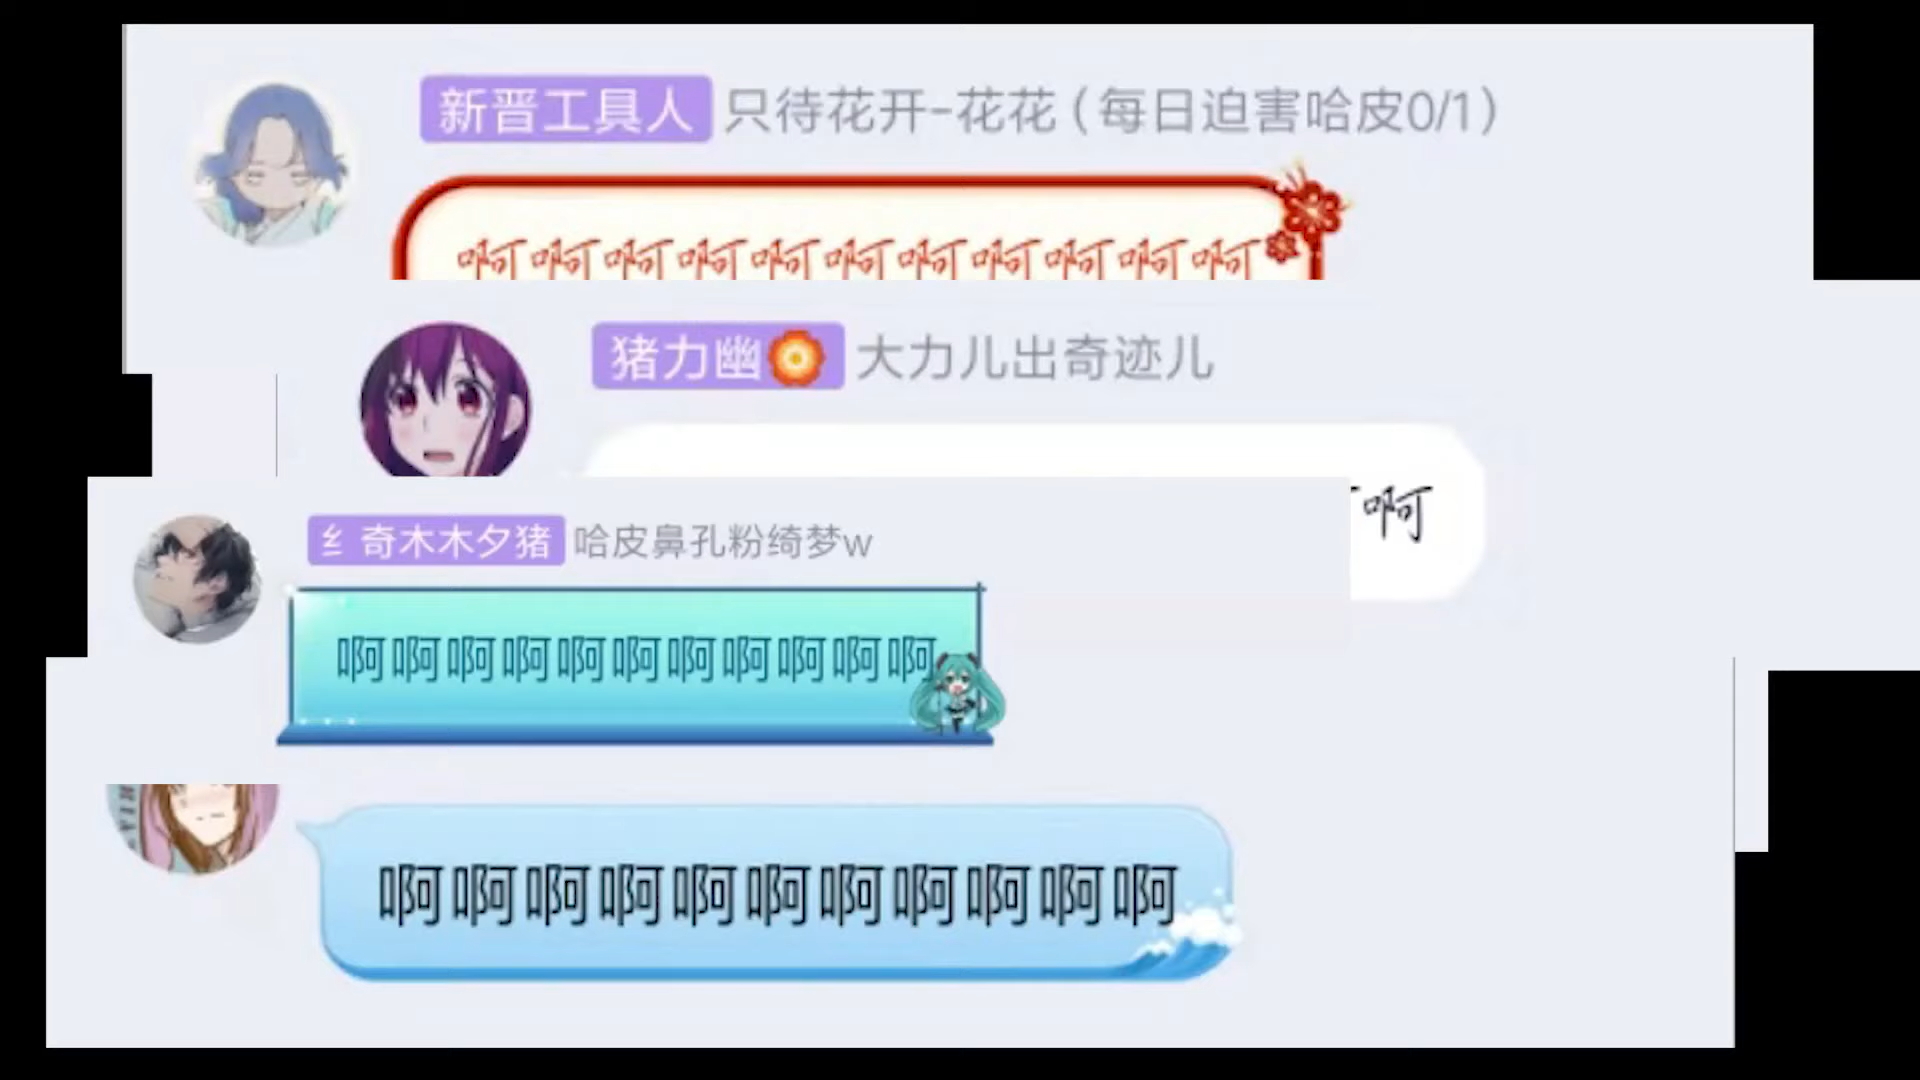 新晋工具人 只待花开-花花(每日迫害哈皮0/1)
啊啊啊啊啊啊啊啊啊啊啊
猪力幽 大力儿出奇迹儿
啊
纟 奇木木夕猪 哈皮鼻孔粉绮梦w
啊啊啊啊啊啊啊啊啊啊啊
啊啊啊啊啊啊啊啊啊啊啊